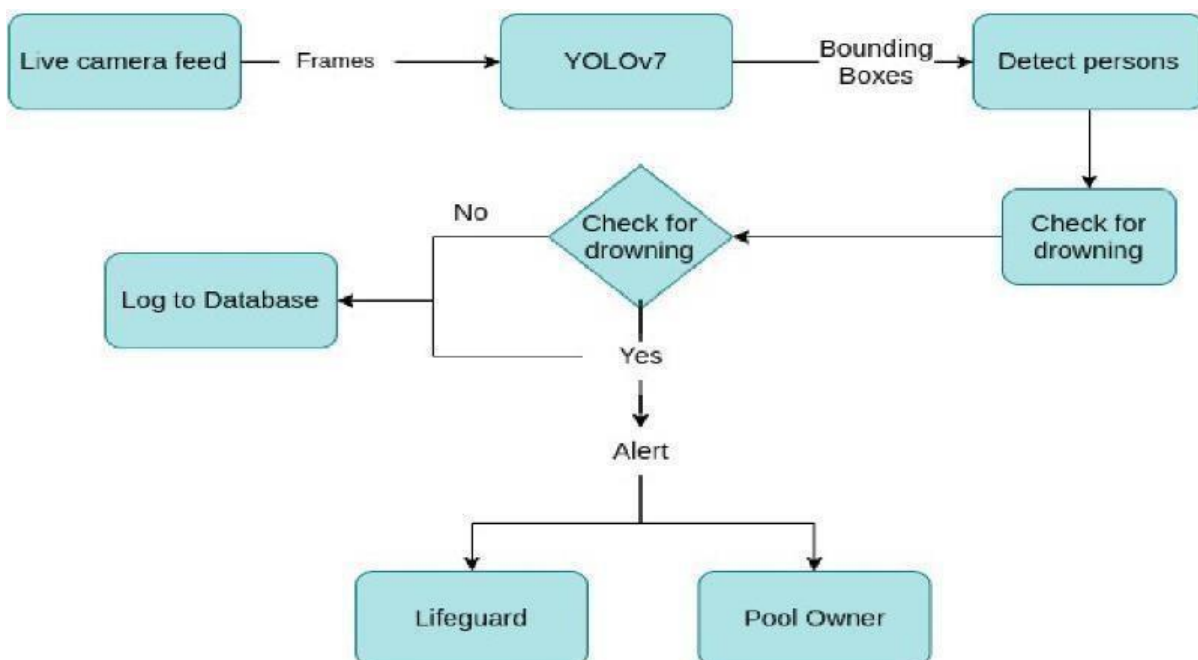 Live camera feed
Frames
YOLOv7
Bounding
Boxes
Detect persons
No
Check for
drowning
Check for
drowning
Log to Database
Yes
Alert
Lifeguard
Pool Owner